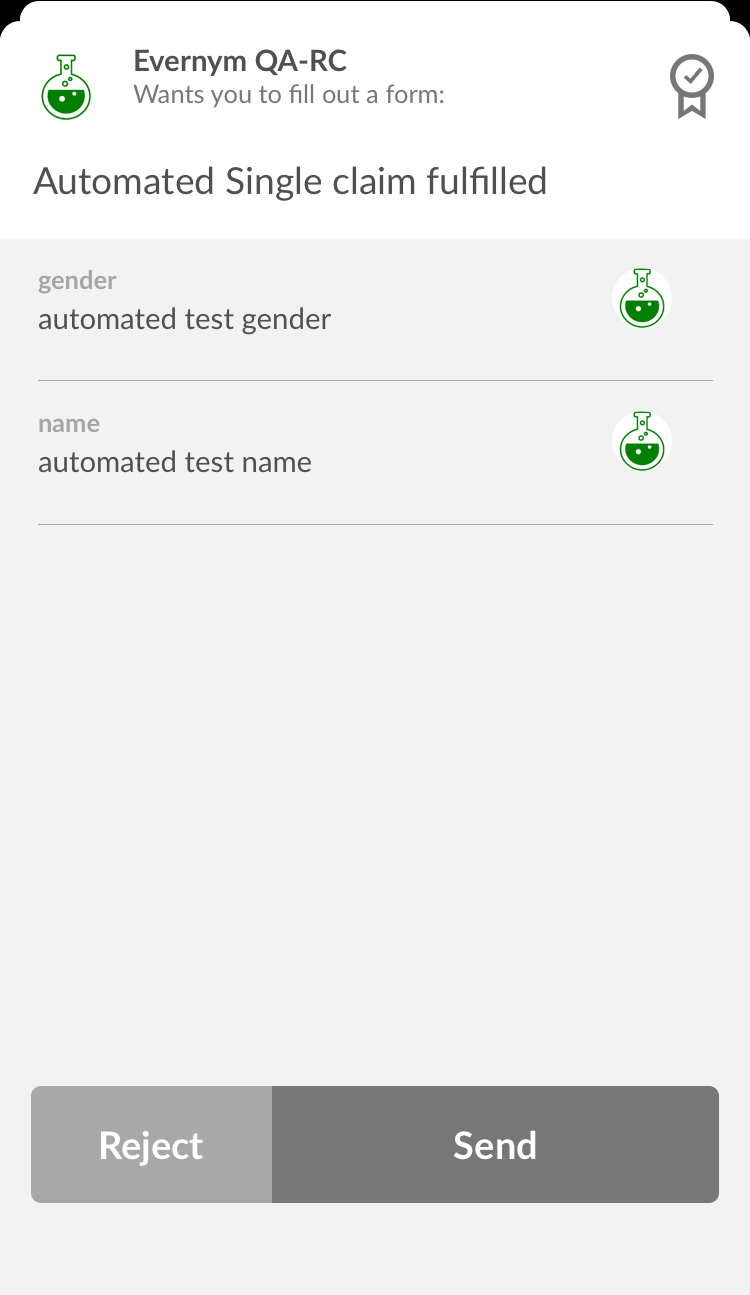 Evernym QA-RC
Wants you to fill out a form:
Automated Single claim fulfilled
gender
automated test gender
name
automated test name
Reject
Send